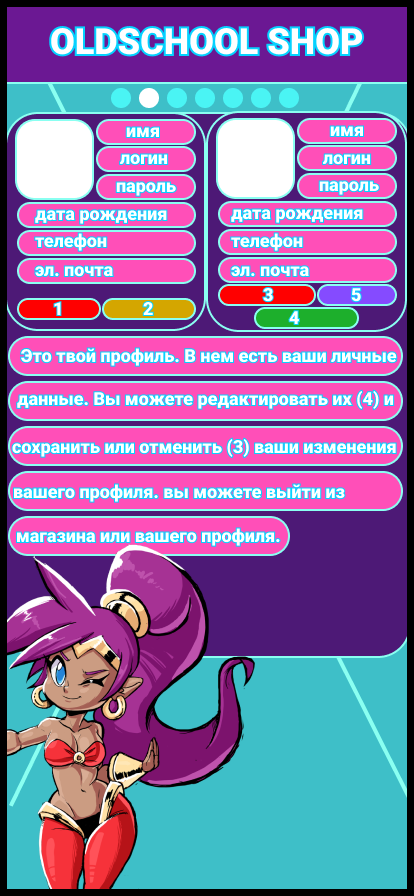 OLDSCHOOL SHOP
имя
логин
пароль
дата рождения
телефон
эл. почта
1 2
имя
логин
пароль
дата рождения
телефон
эл. почта
3 5
4
Это твой профиль. В нем есть ваши личные
данные. Вы можете редактировать их (4) и
сохранить или отменить (3) ваши изменения
вашего профиля. вы можете выйти из
магазина или вашего профиля.